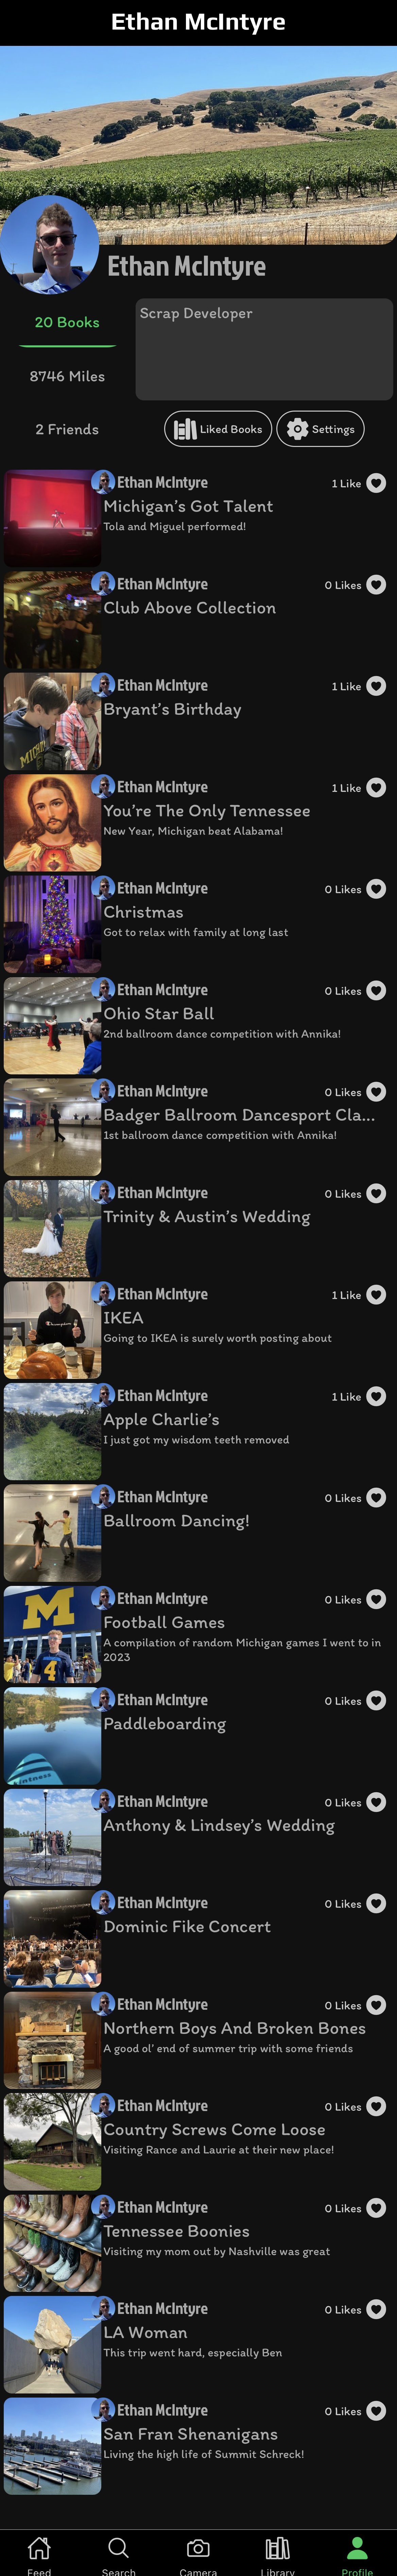 Ethan McIntyre
Ethan McIntyre
20 Books
Scrap Developer
8746 Miles
2 Friends
Liked Books
Settings
Ethan McIntyre
1 Like
Michigan's Got Talent
Tola and Miguel performed!
Ethan McIntyre
0 Likes
Club Above Collection
Ethan McIntyre
1 Like
Bryant's Birthday
Ethan McIntyre
1 Like
You're The Only Tennessee
New Year, Michigan beat Alabama!
Ethan McIntyre
0 Likes
Christmas
Got to relax with family at long last
Ethan McIntyre
0 Likes
Ohio Star Ball
2nd ballroom dance competition with Annika!
Ethan McIntyre
0 Likes
Badger Ballroom Dancesport Cla...
1st ballroom dance competition with Annika!
Ethan McIntyre
0 Likes
Trinity & Austin's Wedding
Ethan McIntyre
1 Like
IKEA
Going to IKEA is surely worth posting about
Ethan McIntyre
1 Like
Apple Charlie's
I just got my wisdom teeth removed
Ethan McIntyre
0 Likes
Ballroom Dancing!
M
4
Ethan McIntyre
0 Likes
Football Games
A compilation of random Michigan games I went to in
2023
Ethan McIntyre
0 Likes
Paddleboarding
Ethan McIntyre
0 Likes
Anthony & Lindsey's Wedding
Ethan McIntyre
0 Likes
Dominic Fike Concert
Ethan McIntyre
0 Likes
Northern Boys And Broken Bones
A good ol' end of summer trip with some friends
Ethan McIntyre
0 Likes
Country Screws Come Loose
Visiting Rance and Laurie at their new place!
Ethan McIntyre
0 Likes
Tennessee Boonies
Visiting my mom out by Nashville was great
Ethan McIntyre
0 Likes
LA Woman
This trip went hard, especially Ben
Ethan McIntyre
0 Likes
San Fran Shenanigans
Living the high life of Summit Schreck!
Feed
Search
Camera
Library
Profile